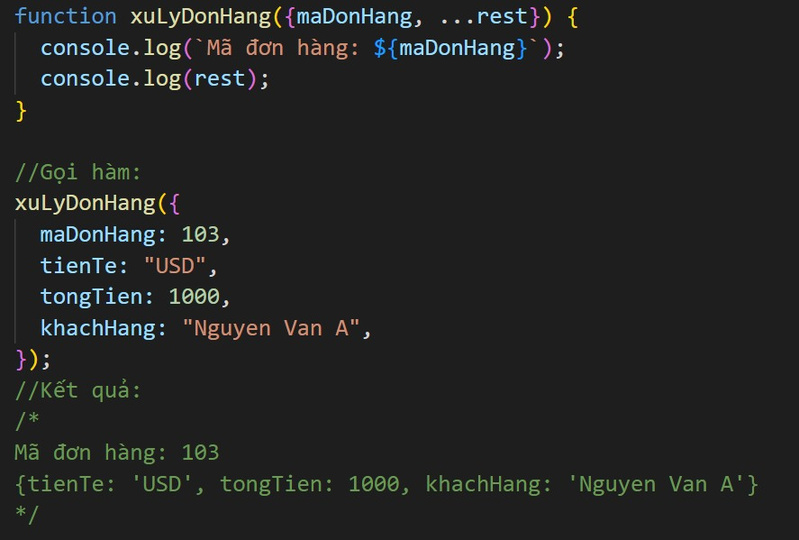 function xuLyDonHang({maDonHang, ...rest}) {
  console.log(`Mã đơn hàng: ${maDonHang}`);
  console.log(rest);
}

//Gọi hàm:
xuLyDonHang({
  maDonHang: 103,
  tienTe: "USD",
  tongTien: 1000,
  khachHang: "Nguyen Van A",
});
//Kết quả:
/*
Mã đơn hàng: 103
{tienTe: 'USD', tongTien: 1000, khachHang: 'Nguyen Van A'}
*/